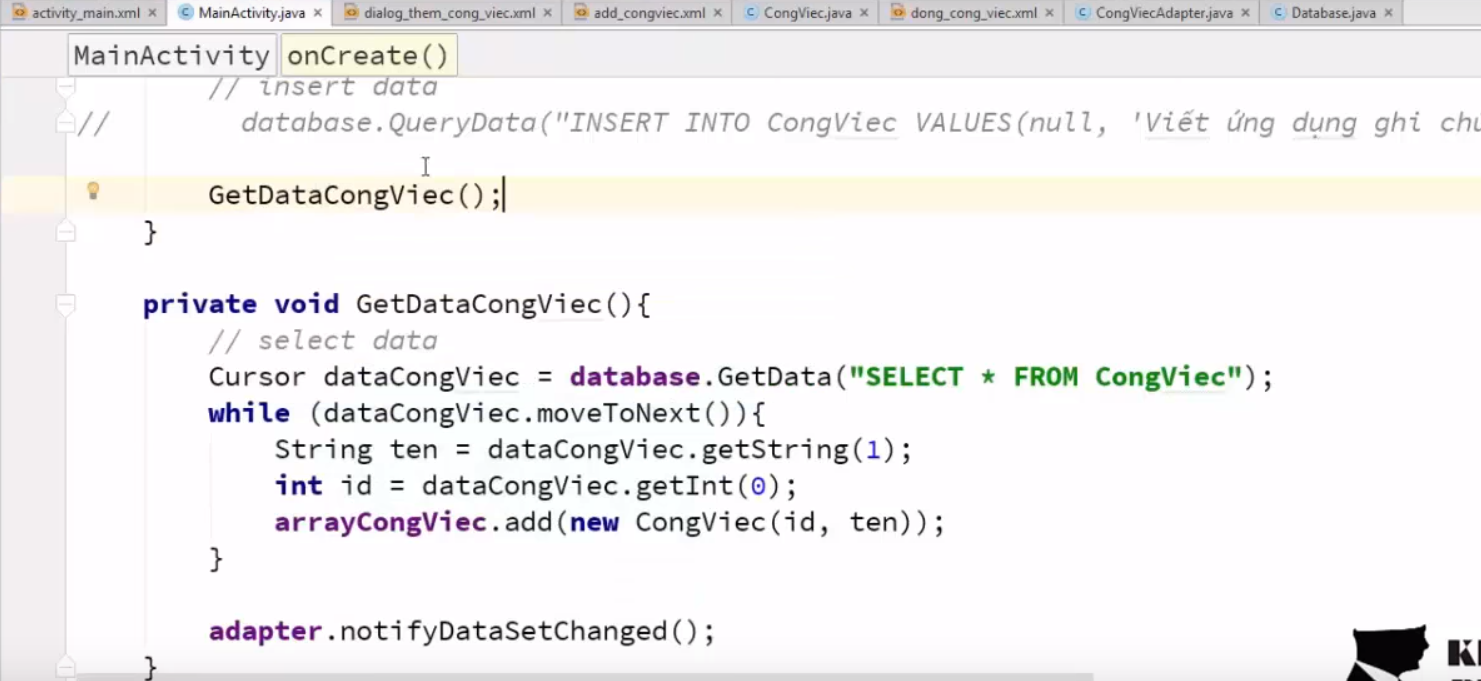 activity_main.xml × MainActivity.java × dialog_them_cong_viec.xml × add_congviec.xml × CongViec.java × dong_cong_viec.xml × CongViecAdapter.java × Database.java ×
MainActivity onCreate()
// insert data
// database.QueryData("INSERT INTO CongViec VALUES(null, 'Viết ứng dụng ghi chú
GetDataCongViec();
}
private void GetDataCongViec(){
// select data
Cursor dataCongViec = database.GetData("SELECT * FROM CongViec");
while (dataCongViec.moveToNext()){
String ten = dataCongViec.getString(1);
int id = dataCongViec.getInt(0);
arrayCongViec.add(new CongViec(id, ten));
}
adapter.notifyDataSetChanged();
}